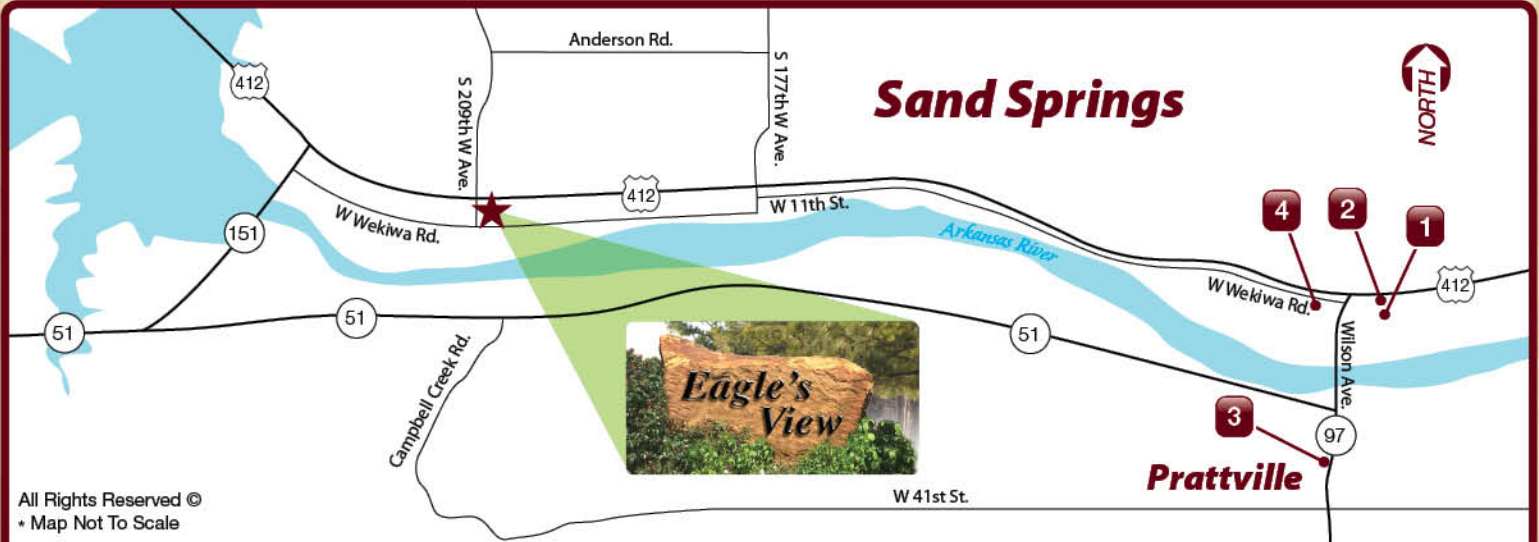 Anderson Rd.
412
S 209th W Ave.
S 177th W Ave.
Sand Springs
NORTH
412
W 11th St.
W Wekiwa Rd.
151
Arkansas River
4
2
1
W Wekiwa Rd.
412
51
51
51
Wilson Ave.
Campbell Creek Rd.
Eagle's
View
3
97
Prattville
W 41st St.
All Rights Reserved ©
* Map Not To Scale